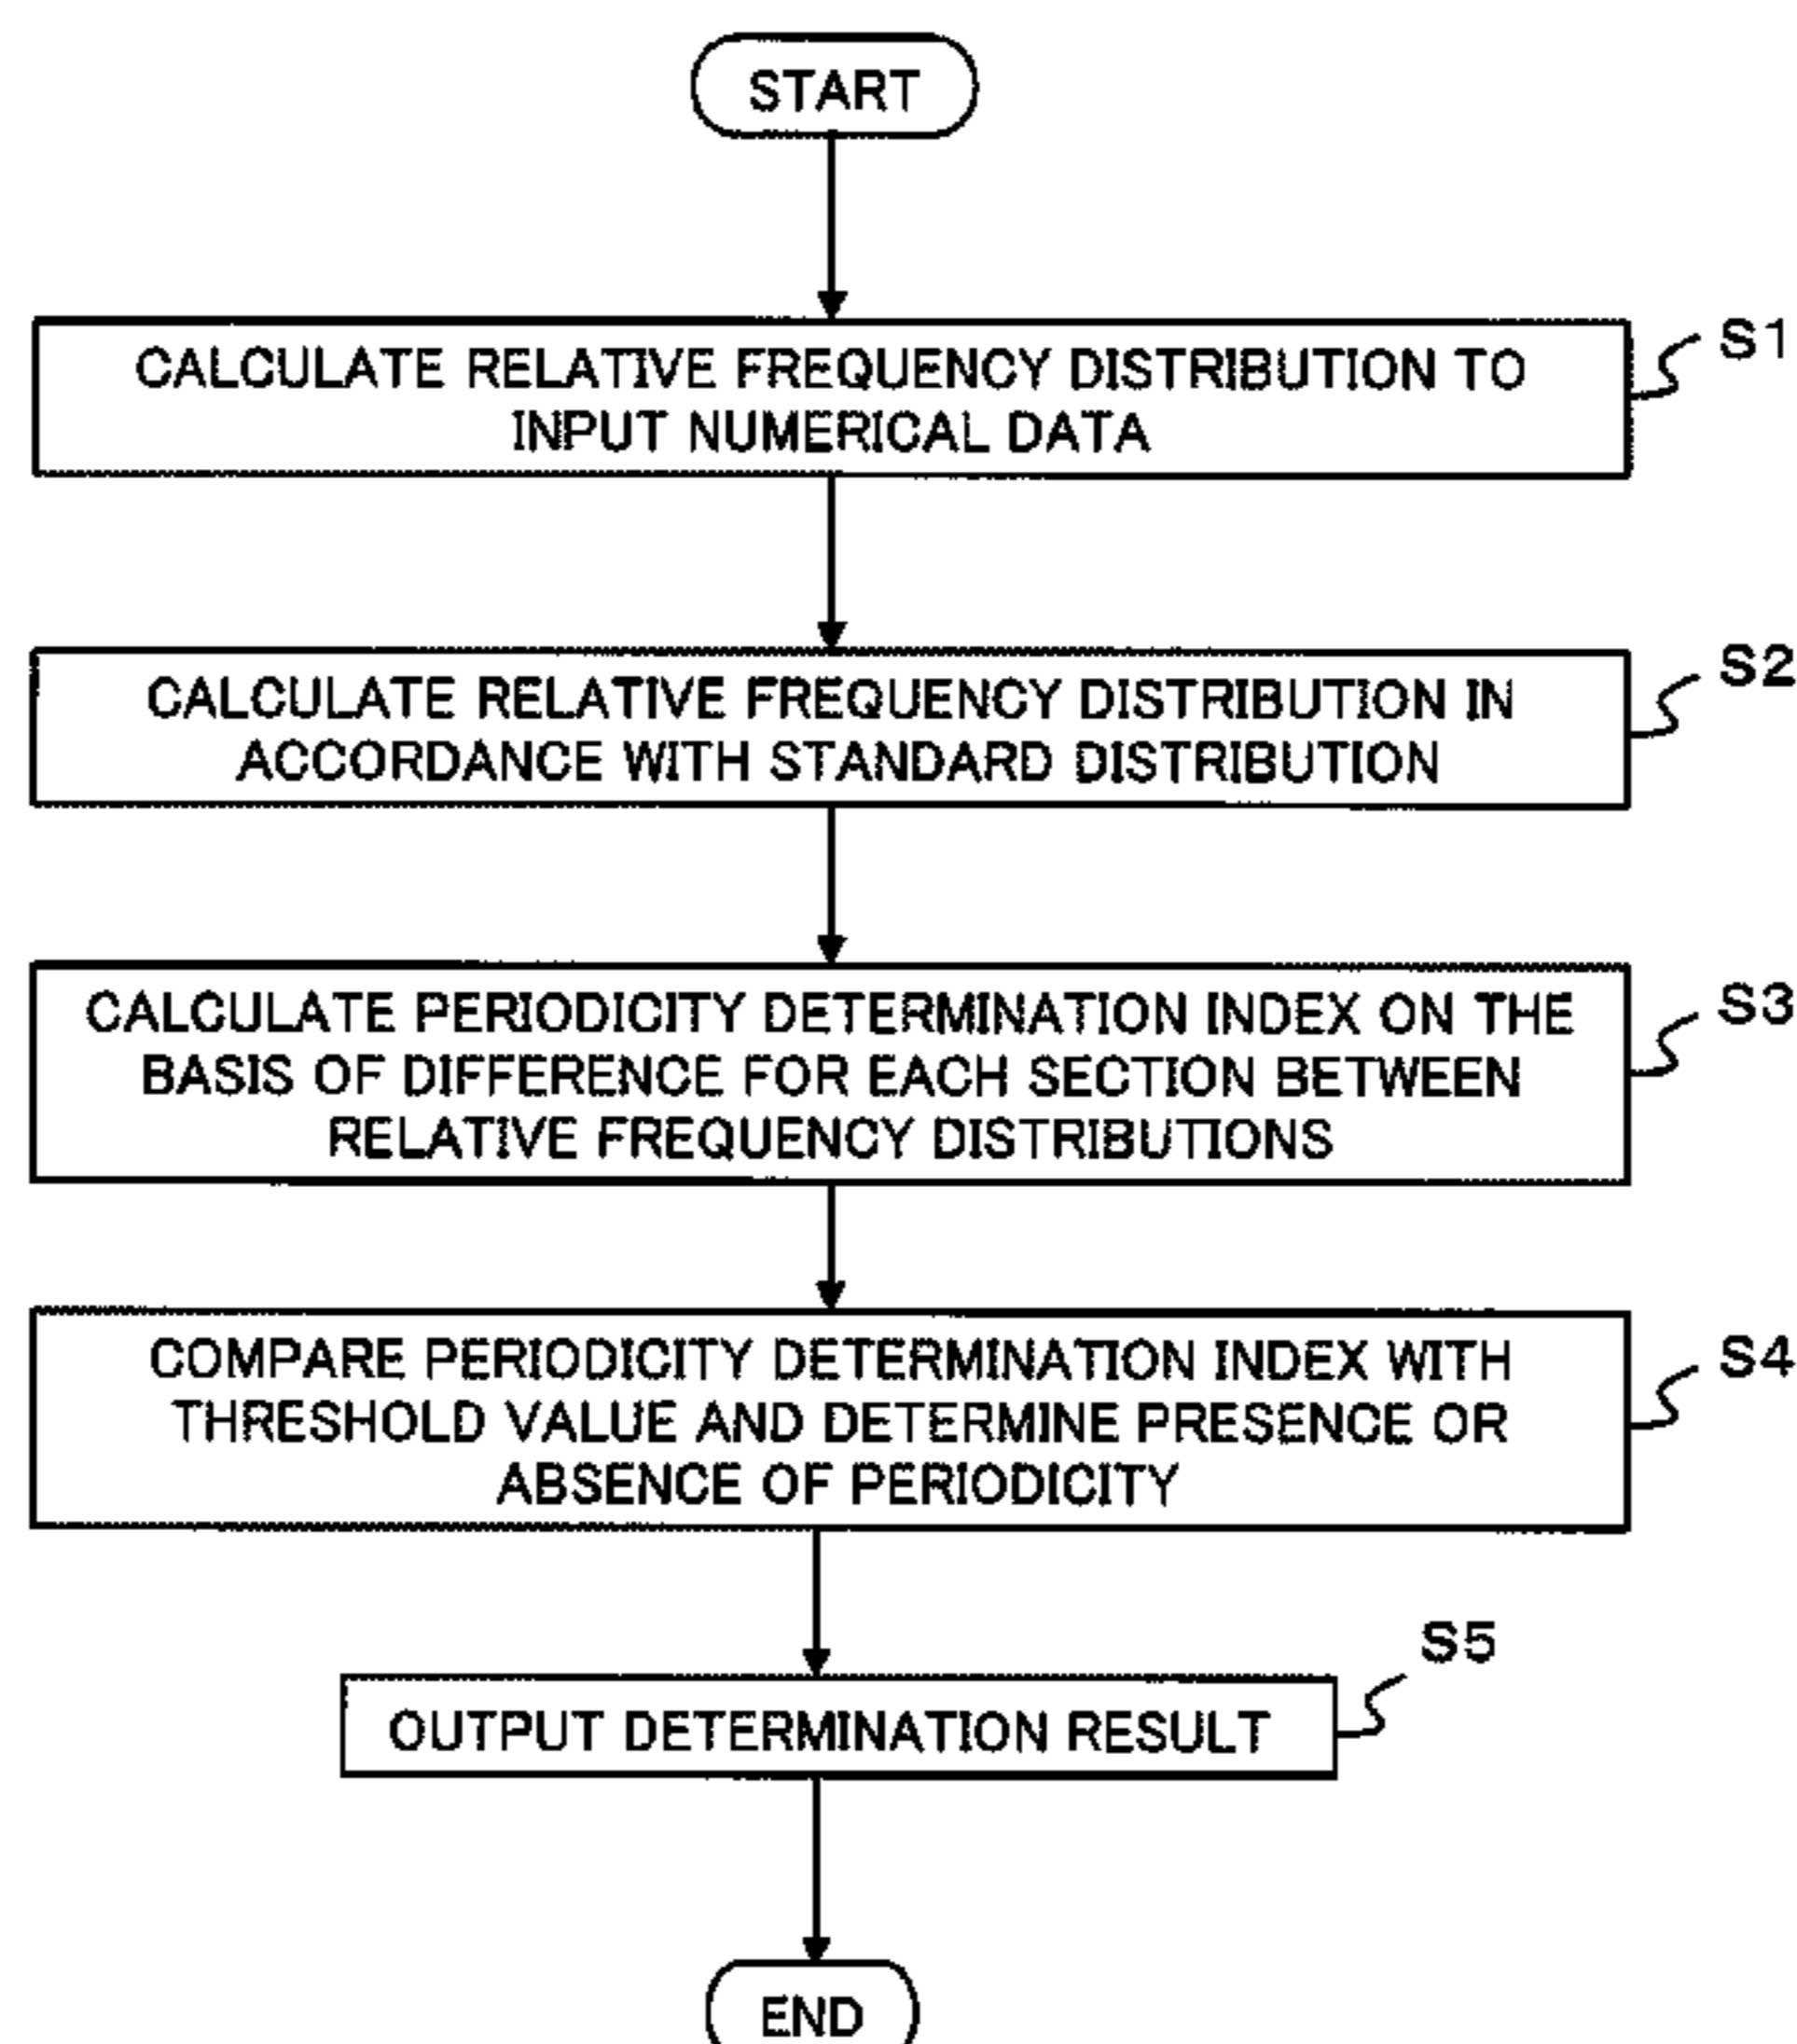 START
CALCULATE RELATIVE FREQUENCY DISTRIBUTION TO
INPUT NUMERICAL DATA
S1
CALCULATE RELATIVE FREQUENCY DISTRIBUTION IN
ACCORDANCE WITH STANDARD DISTRIBUTION
S2
CALCULATE PERIODICITY DETERMINATION INDEX ON THE
BASIS OF DIFFERENCE FOR EACH SECTION BETWEEN
RELATIVE FREQUENCY DISTRIBUTIONS
S3
COMPARE PERIODICITY DETERMINATION INDEX WITH
THRESHOLD VALUE AND DETERMINE PRESENCE OR
ABSENCE OF PERIODICITY
S4
OUTPUT DETERMINATION RESULT
S5
END